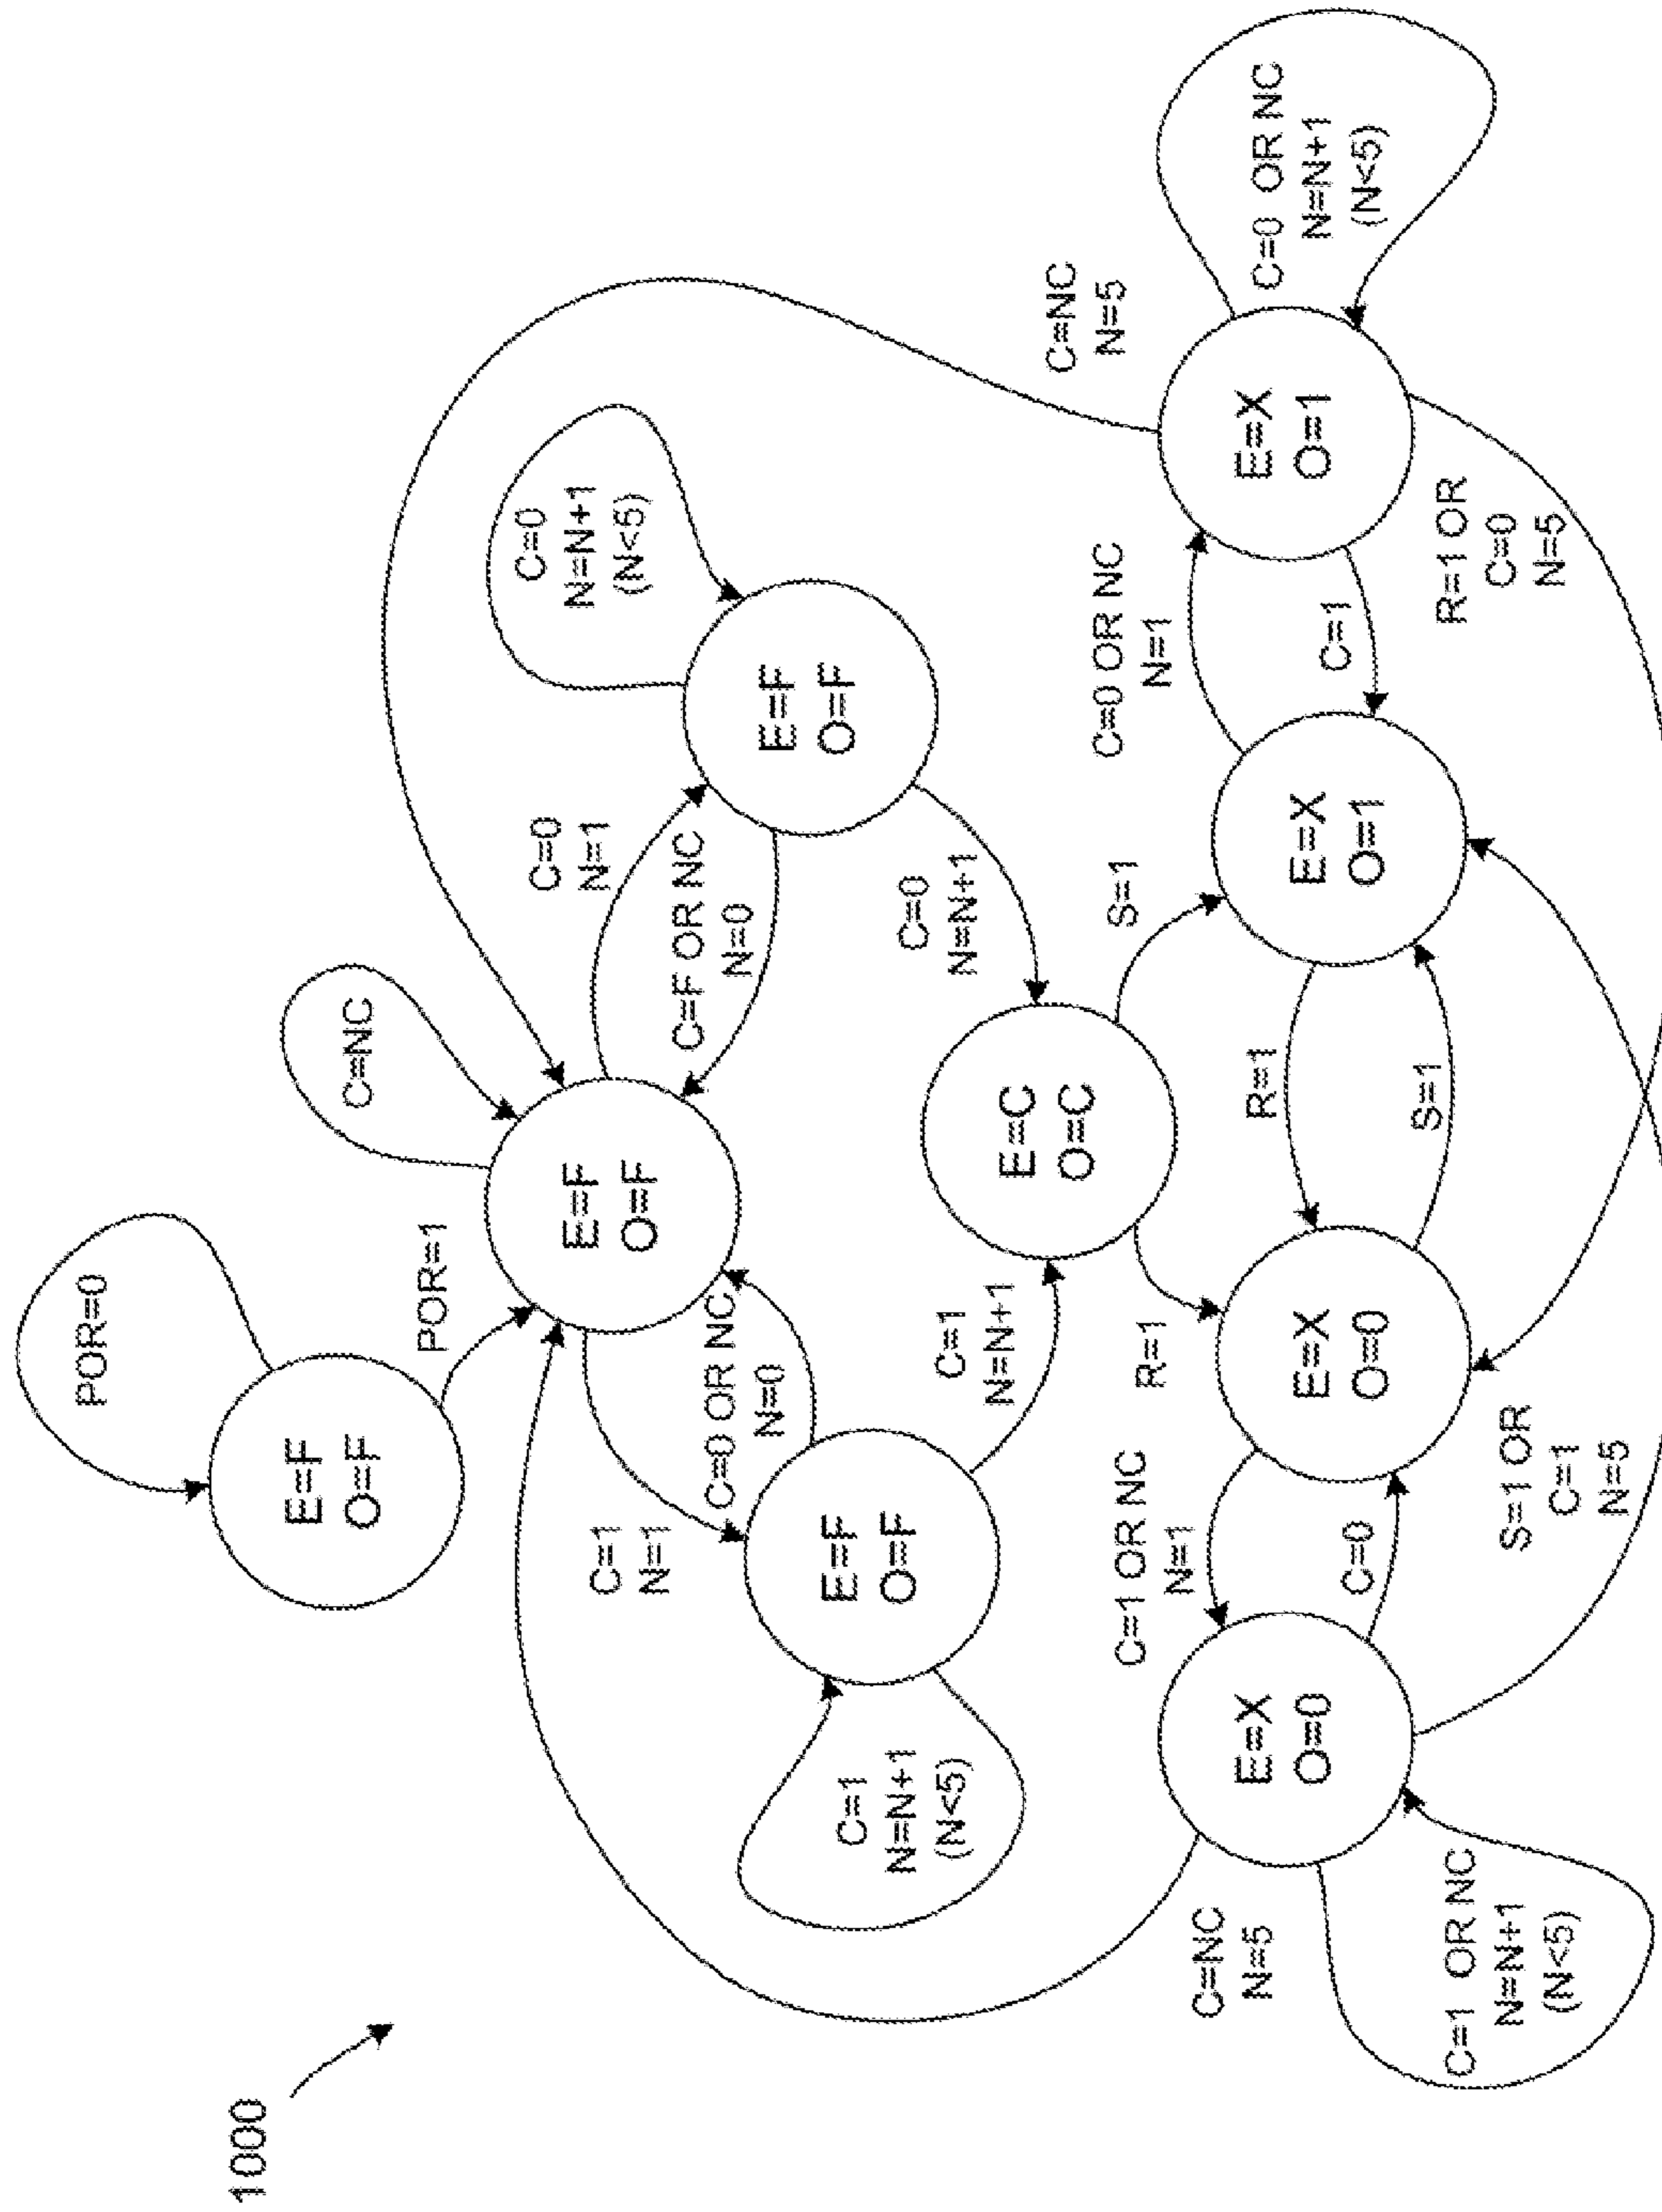 1000
POR=0
E=F
O=F
POR=1
C=NC
E=F
O=F
C=1
N=1
C=0 OR NC
N=0
C=0
N=1
C=F OR NC
N=0
C=0
N=N+1
(N<5)
E=F
O=F
E=F
O=F
C=1
N=N+1
(N<5)
C=1
N=N+1
C=0
N=N+1
E=C
O=C
R=1
S=1
C=NC
N=5
C=1 OR NC
N=1
C=0 OR NC
N=1
C=NC
N=5
E=X
O=0
C=0
E=X
O=0
R=1
S=1
E=X
O=1
C=1
E=X
O=1
C=0 OR NC
N=N+1
(N<5)
C=1 OR NC
N=N+1
(N<5)
S=1 OR
C=1
N=5
R=1 OR
C=0
N=5